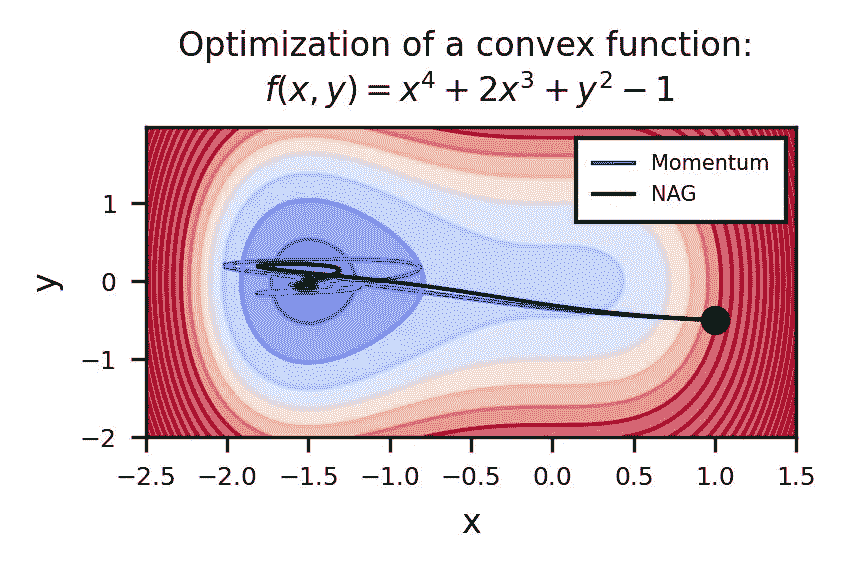 Optimization of a convex function:
f(x, y) = x⁴ + 2x³ + y² − 1
Momentum
NAG
y
1
0
−1
−2
−2.5 −2.0 −1.5 −1.0 −0.5 0.0 0.5 1.0 1.5
x